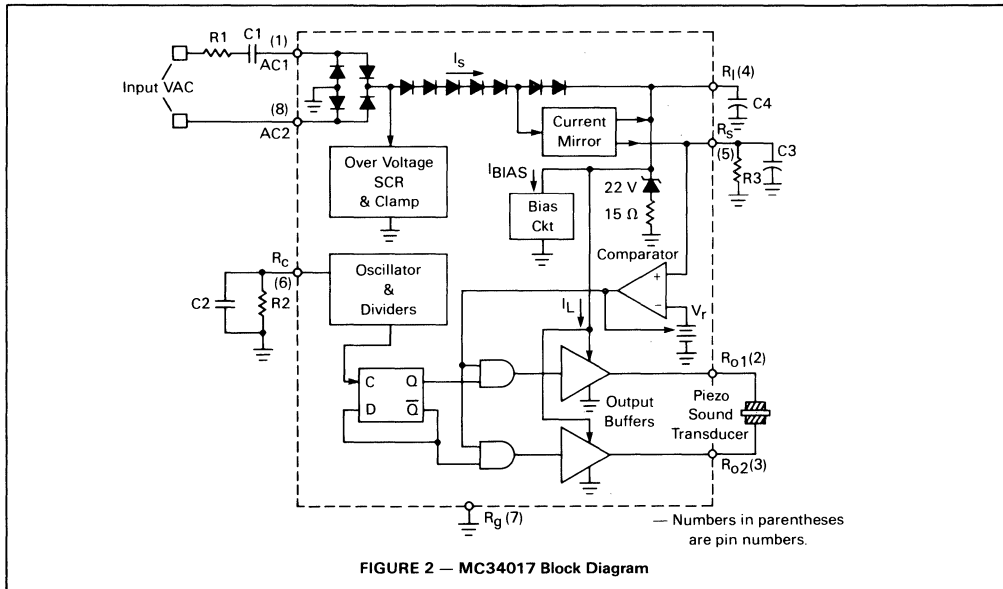 R1
C1
(1)
AC1
Input VAC
(8)
AC2
Is
RI(4)
C4
Current
Mirror
Rs
(5)
R3
C3
Over Voltage
SCR
& Clamp
IBIAS
Bias
Ckt
22 V
15 Ω
Comparator
+
−
Vr
Rc
(6)
C2
R2
Oscillator
&
Dividers
IL
C
Q
D
Q̅
Output
Buffers
Ro1(2)
Piezo
Sound
Transducer
Ro2(3)
Rg (7)
— Numbers in parentheses
are pin numbers.
FIGURE 2 — MC34017 Block Diagram